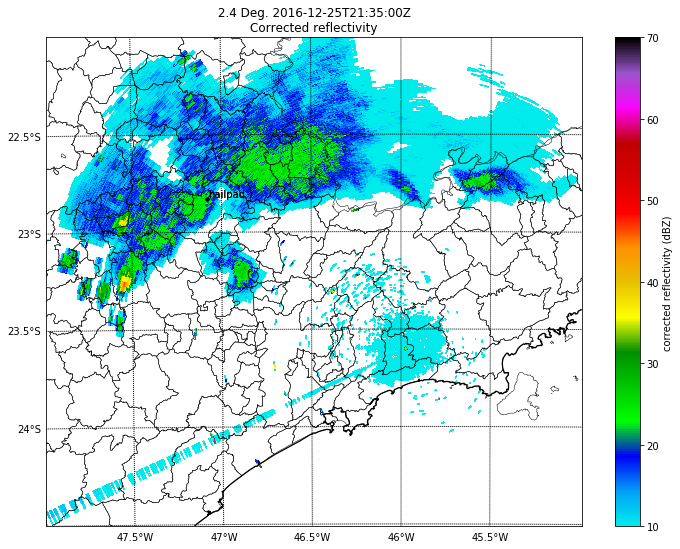 2.4 Deg. 2016-12-25T21:35:00Z
Corrected reflectivity
70
60
50
40
30
20
10
corrected reflectivity (dBZ)
22.5°S
23°S
23.5°S
24°S
47.5°W
47°W
46.5°W
46°W
45.5°W